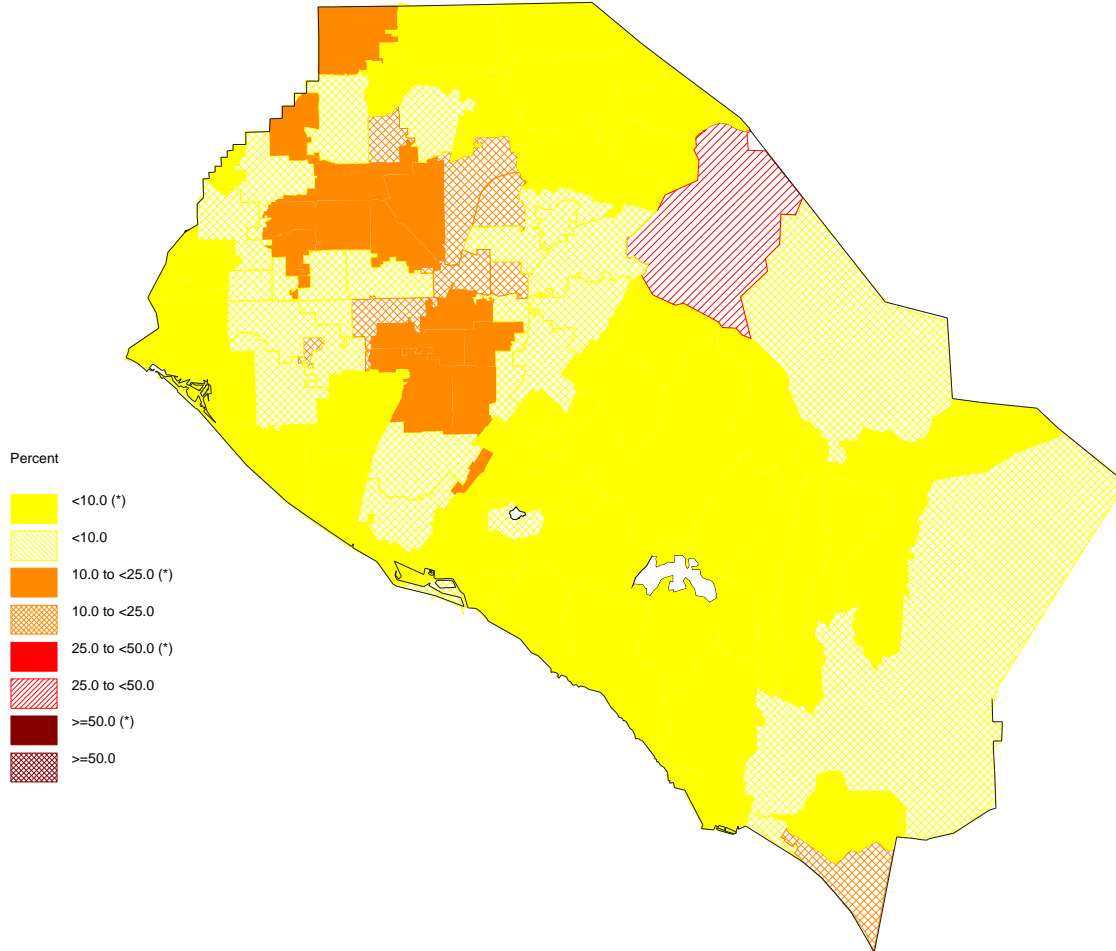 Percent
<10.0 (*)
<10.0
10.0 to <25.0 (*)
10.0 to <25.0
25.0 to <50.0 (*)
25.0 to <50.0
>=50.0 (*)
>=50.0